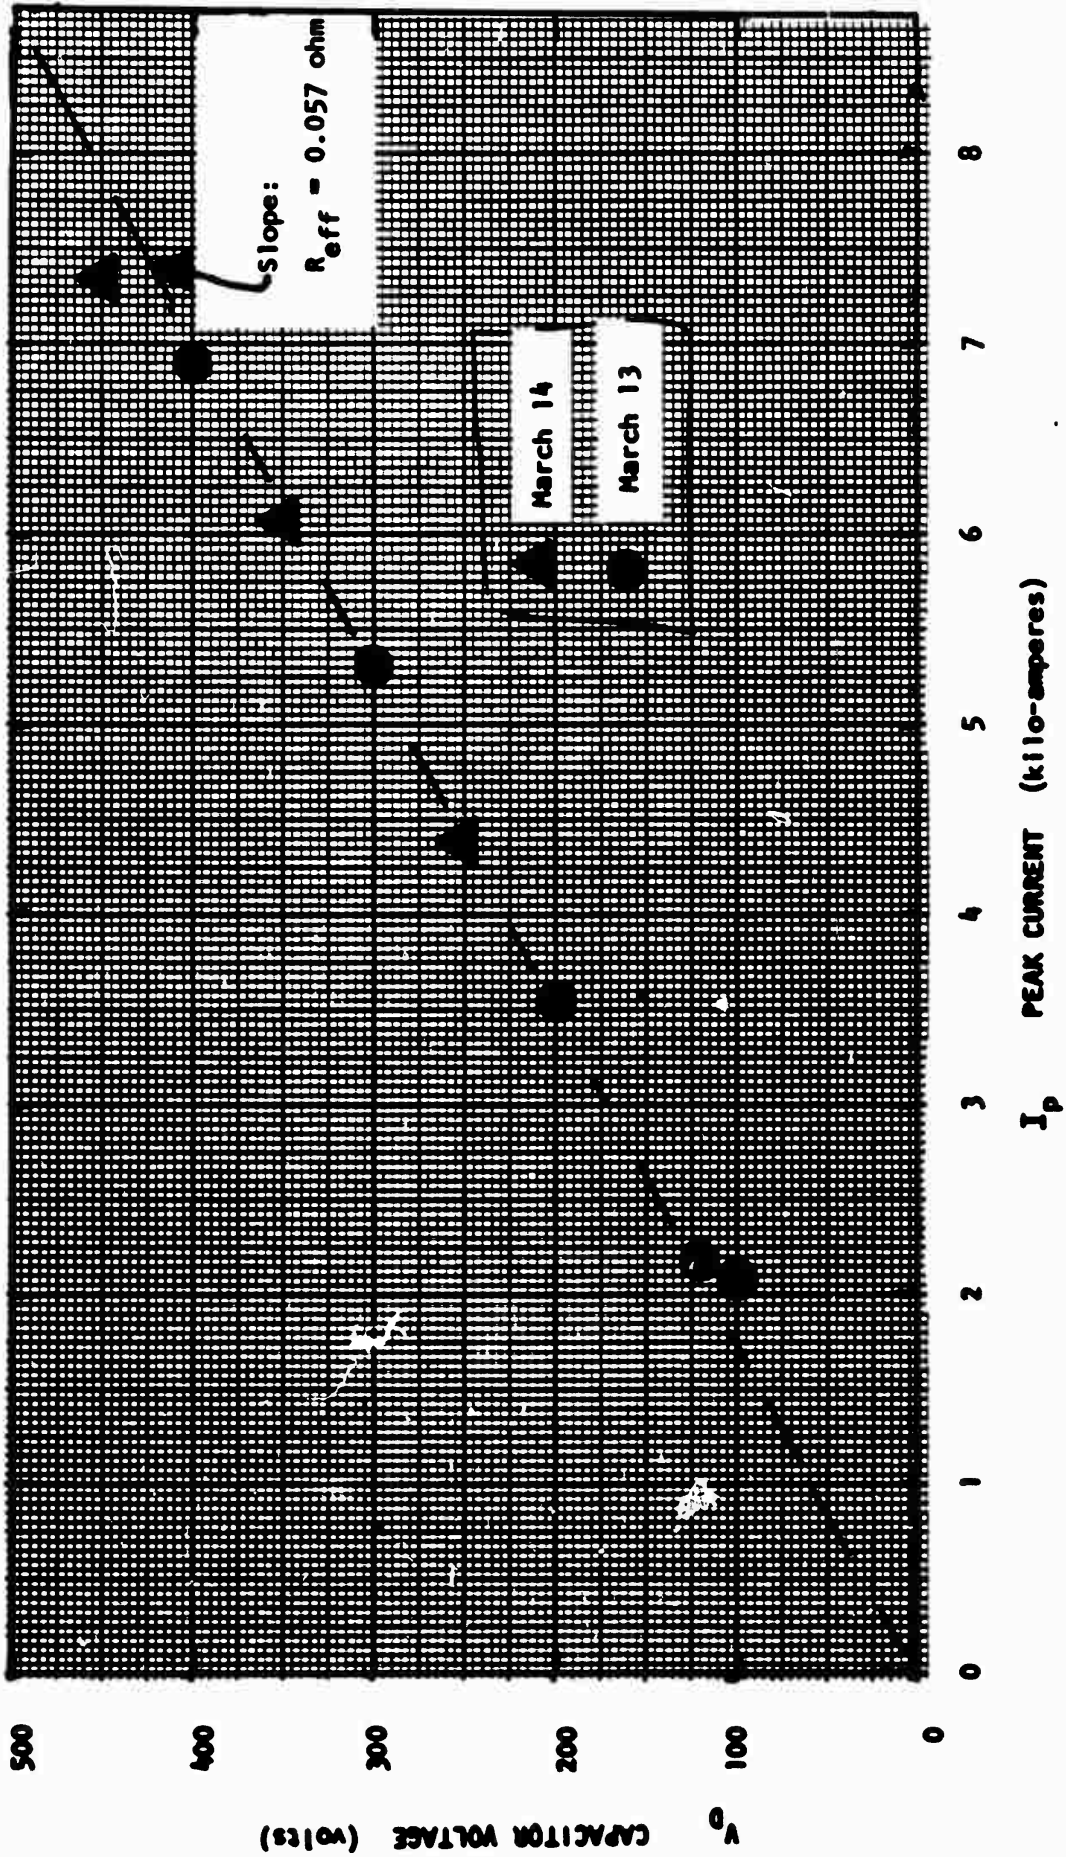 500
400
300
200
100
0
V_D CAPACITOR VOLTAGE (volts)
Slope:
R_eff = 0.057 ohm
March 14
March 13
0 1 2 3 4 5 6 7 8
I_p PEAK CURRENT (kilo-amperes)